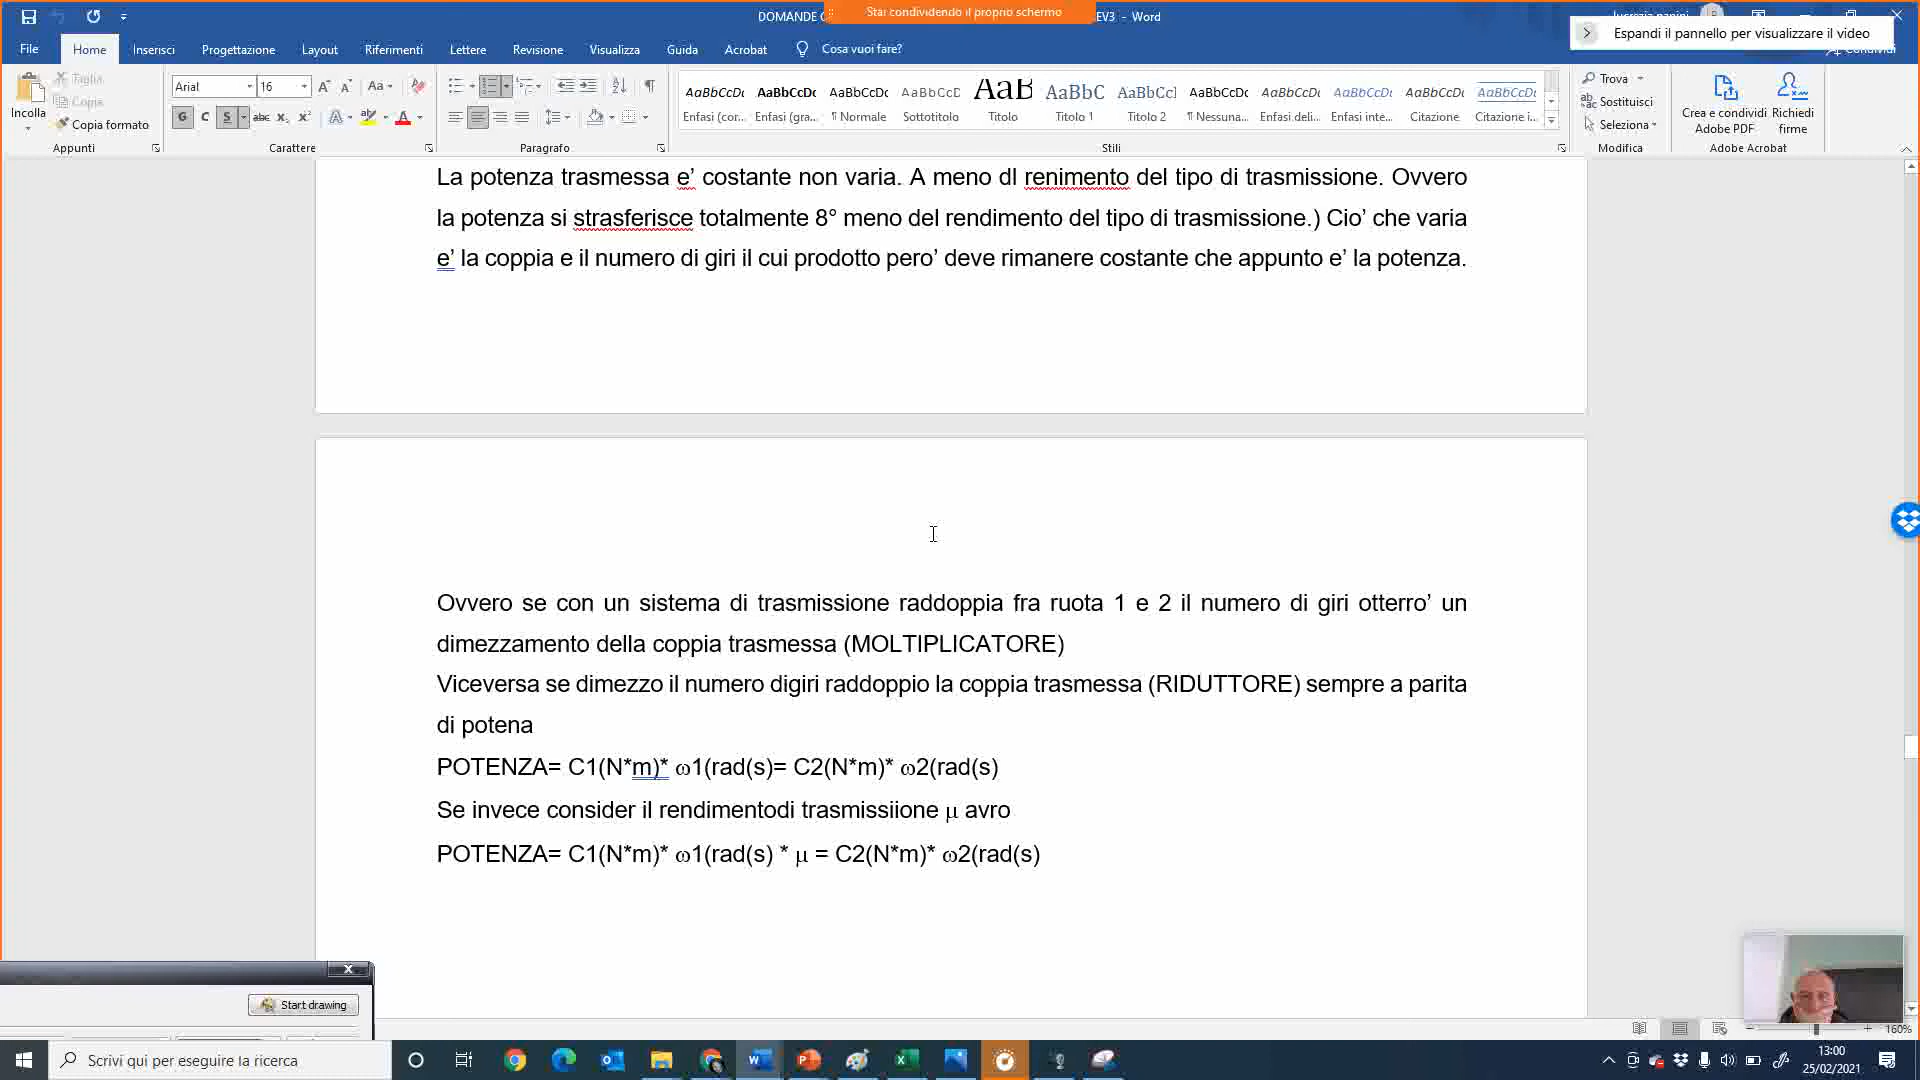 DOMANDE
Stai condividendo il proprio schermo
EV3 - Word
Espandi il pannello per visualizzare il video
File Home Inserisci Progettazione Layout Riferimenti Lettere Revisione Visualizza Guida Acrobat Cosa vuoi fare?
Incolla
Taglia
Copia
Copia formato
Appunti
Arial 16
G C S abc
Carattere
Paragrafo
AaBbCcDc AaBbCcDc AaBbCcDc AaBbCcD AaB AaBbC AaBbCcI AaBbCcDc AaBbCcDc AaBbCcDc AaBbCcDc AaBbCcDc
Enfasi (cor... Enfasi (gra... ¶ Normale Sottotitolo Titolo Titolo 1 Titolo 2 ¶ Nessuna... Enfasi deli... Enfasi inte... Citazione Citazione i...
Stili
Trova
Sostituisci
Seleziona
Modifica
Crea e condividi Adobe PDF
Richiedi firme
Adobe Acrobat
La potenza trasmessa e’ costante non varia. A meno dI renimento del tipo di trasmissione. Ovvero
la potenza si strasferisce totalmente 8° meno del rendimento del tipo di trasmissione.) Cio’ che varia
e’ la coppia e il numero di giri il cui prodotto pero’ deve rimanere costante che appunto e’ la potenza.
Ovvero se con un sistema di trasmissione raddoppia fra ruota 1 e 2 il numero di giri otterro’ un
dimezzamento della coppia trasmessa (MOLTIPLICATORE)
Viceversa se dimezzo il numero digiri raddoppio la coppia trasmessa (RIDUTTORE) sempre a parita
di potena
POTENZA= C1(N*m)* ω1(rad(s)= C2(N*m)* ω2(rad(s)
Se invece consider il rendimentodi trasmissiione μ avro
POTENZA= C1(N*m)* ω1(rad(s) * μ = C2(N*m)* ω2(rad(s)
Start drawing
160%
Scrivi qui per eseguire la ricerca
13:00
25/02/2021